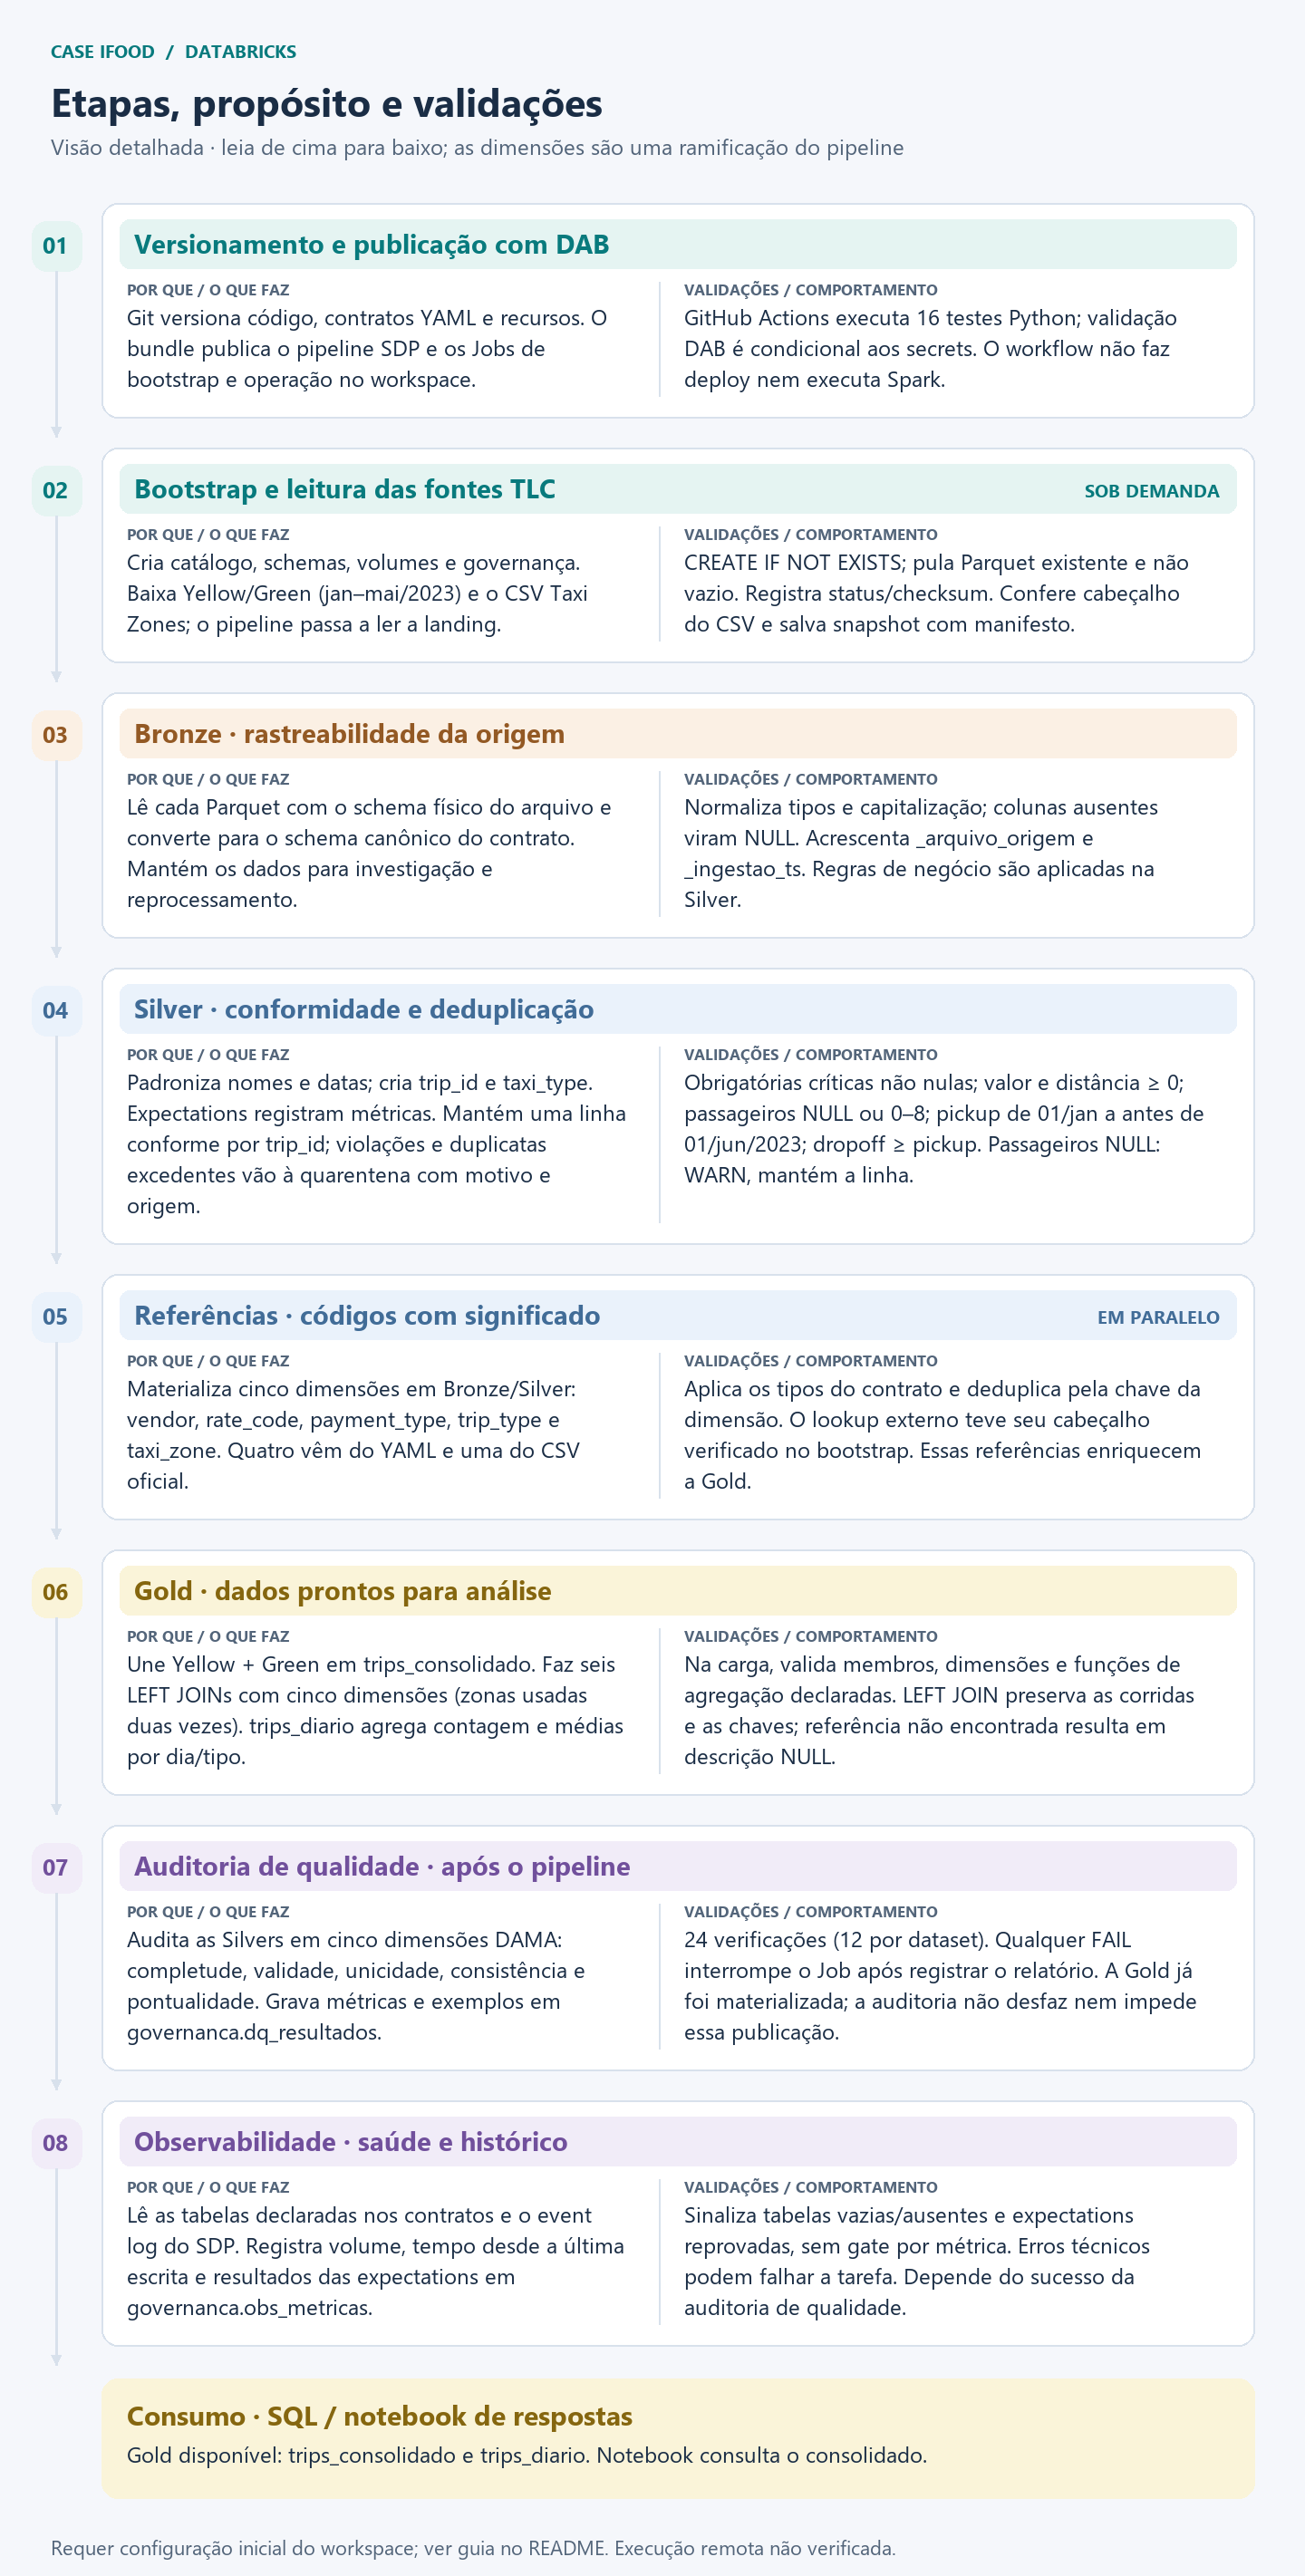 CASE IFOOD / DATABRICKS
Etapas, propósito e validações
Visão detalhada · leia de cima para baixo; as dimensões são uma ramificação do pipeline
01
Versionamento e publicação com DAB
POR QUE / O QUE FAZ
Git versiona código, contratos YAML e recursos. O
bundle publica o pipeline SDP e os Jobs de
bootstrap e operação no workspace.
VALIDAÇÕES / COMPORTAMENTO
GitHub Actions executa 16 testes Python; validação
DAB é condicional aos secrets. O workflow não faz
deploy nem executa Spark.
02
Bootstrap e leitura das fontes TLC
SOB DEMANDA
POR QUE / O QUE FAZ
Cria catálogo, schemas, volumes e governança.
Baixa Yellow/Green (jan–mai/2023) e o CSV Taxi
Zones; o pipeline passa a ler a landing.
VALIDAÇÕES / COMPORTAMENTO
CREATE IF NOT EXISTS; pula Parquet existente e não
vazio. Registra status/checksum. Confere cabeçalho
do CSV e salva snapshot com manifesto.
03
Bronze · rastreabilidade da origem
POR QUE / O QUE FAZ
Lê cada Parquet com o schema físico do arquivo e
converte para o schema canônico do contrato.
Mantém os dados para investigação e
reprocessamento.
VALIDAÇÕES / COMPORTAMENTO
Normaliza tipos e capitalização; colunas ausentes
viram NULL. Acrescenta _arquivo_origem e
_ingestao_ts. Regras de negócio são aplicadas na
Silver.
04
Silver · conformidade e deduplicação
POR QUE / O QUE FAZ
Padroniza nomes e datas; cria trip_id e taxi_type.
Expectations registram métricas. Mantém uma linha
conforme por trip_id; violações e duplicatas
excedentes vão à quarentena com motivo e
origem.
VALIDAÇÕES / COMPORTAMENTO
Obrigatórias críticas não nulas; valor e distância ≥ 0;
passageiros NULL ou 0–8; pickup de 01/jan a antes de
01/jun/2023; dropoff ≥ pickup. Passageiros NULL:
WARN, mantém a linha.
05
Referências · códigos com significado
EM PARALELO
POR QUE / O QUE FAZ
Materializa cinco dimensões em Bronze/Silver:
vendor, rate_code, payment_type, trip_type e
taxi_zone. Quatro vêm do YAML e uma do CSV
oficial.
VALIDAÇÕES / COMPORTAMENTO
Aplica os tipos do contrato e deduplica pela chave da
dimensão. O lookup externo teve seu cabeçalho
verificado no bootstrap. Essas referências enriquecem
a Gold.
06
Gold · dados prontos para análise
POR QUE / O QUE FAZ
Une Yellow + Green em trips_consolidado. Faz seis
LEFT JOINs com cinco dimensões (zonas usadas
duas vezes). trips_diario agrega contagem e médias
por dia/tipo.
VALIDAÇÕES / COMPORTAMENTO
Na carga, valida membros, dimensões e funções de
agregação declaradas. LEFT JOIN preserva as corridas
e as chaves; referência não encontrada resulta em
descrição NULL.
07
Auditoria de qualidade · após o pipeline
POR QUE / O QUE FAZ
Audita as Silvers em cinco dimensões DAMA:
completude, validade, unicidade, consistência e
pontualidade. Grava métricas e exemplos em
governanca.dq_resultados.
VALIDAÇÕES / COMPORTAMENTO
24 verificações (12 por dataset). Qualquer FAIL
interrompe o Job após registrar o relatório. A Gold já
foi materializada; a auditoria não desfaz nem impede
essa publicação.
08
Observabilidade · saúde e histórico
POR QUE / O QUE FAZ
Lê as tabelas declaradas nos contratos e o event
log do SDP. Registra volume, tempo desde a última
escrita e resultados das expectations em
governanca.obs_metricas.
VALIDAÇÕES / COMPORTAMENTO
Sinaliza tabelas vazias/ausentes e expectations
reprovadas, sem gate por métrica. Erros técnicos
podem falhar a tarefa. Depende do sucesso da
auditoria de qualidade.
Consumo · SQL / notebook de respostas
Gold disponível: trips_consolidado e trips_diario. Notebook consulta o consolidado.
Requer configuração inicial do workspace; ver guia no README. Execução remota não verificada.